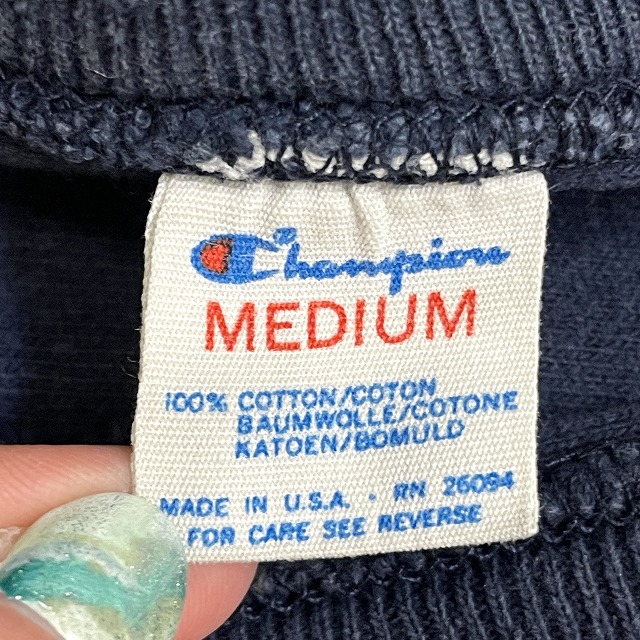 Champion
MEDIUM
100% COTTON/COTON
BAUMWOLLE/COTONE
KATOEN/BOMULD
MADE IN U.S.A. · RN 26094
FOR CARE SEE REVERSE